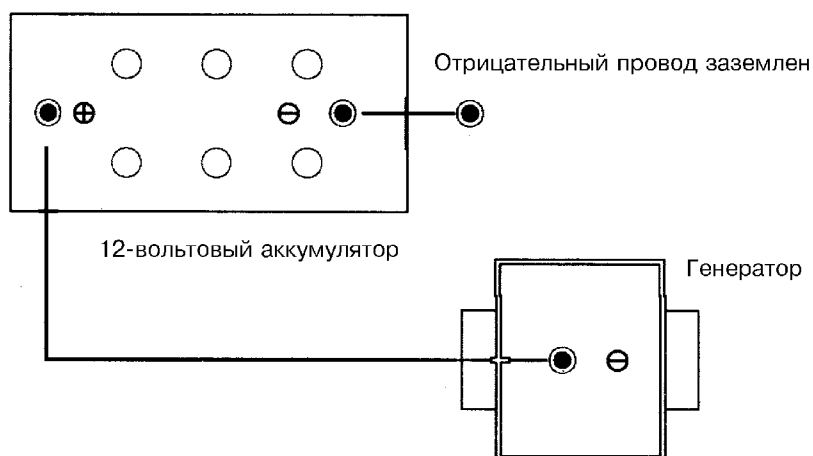 Отрицательный провод заземлен
12-вольтовый аккумулятор
Генератор